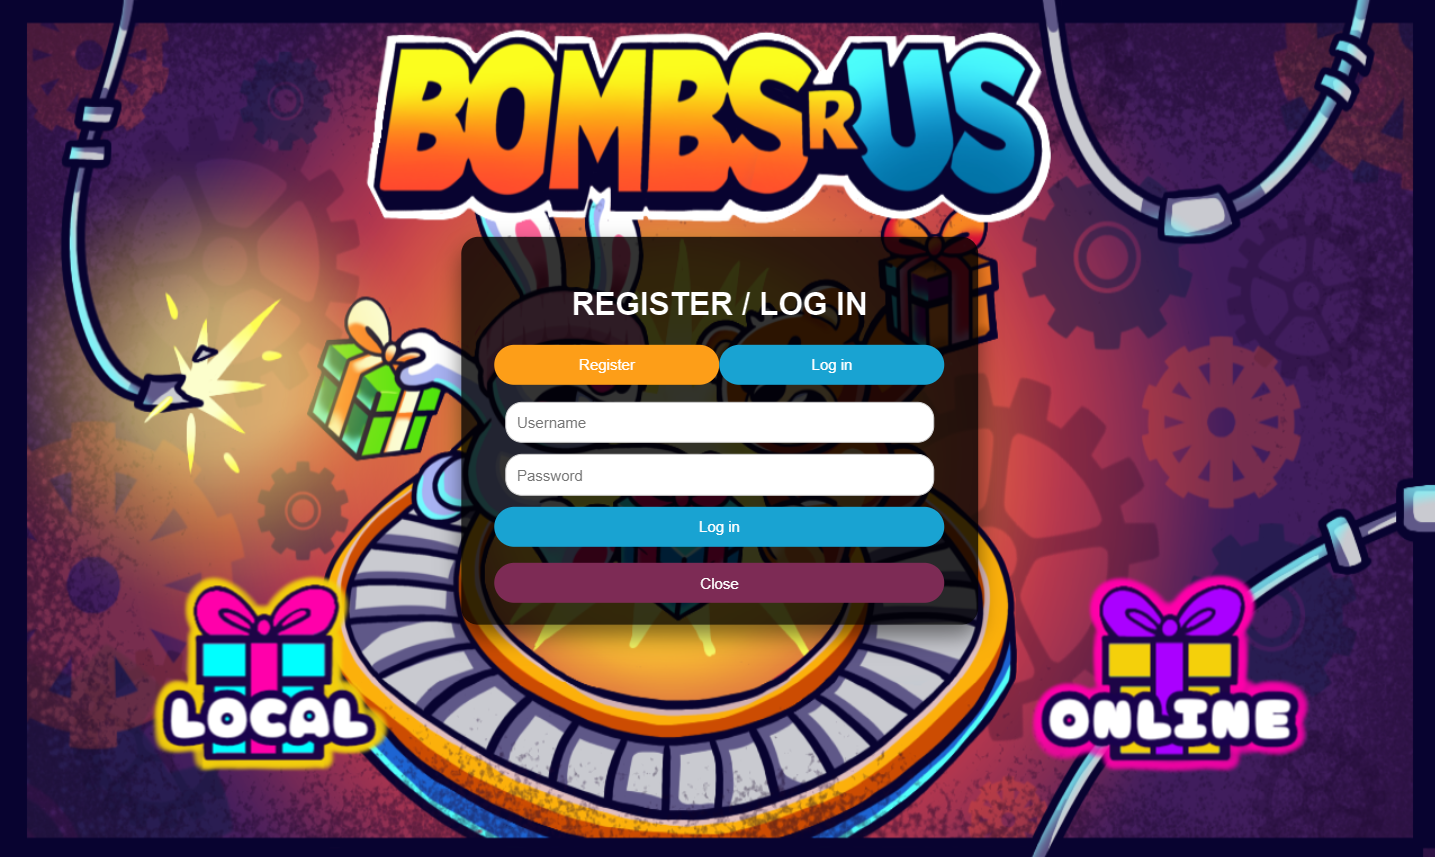 BOMBS R US
REGISTER / LOG IN
Register
Log in
Username
Password
Log in
Close
LOCAL
ONLINE